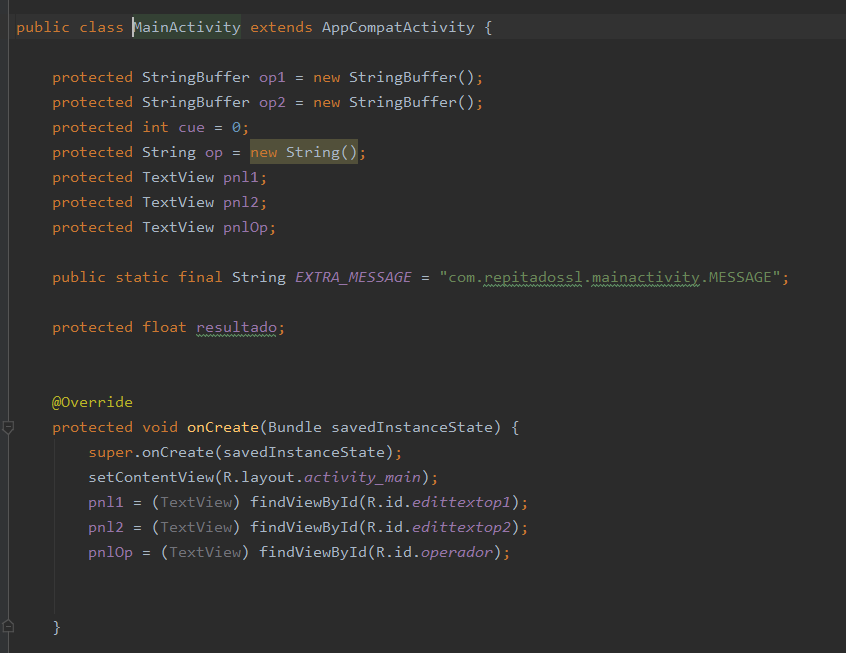 public class MainActivity extends AppCompatActivity {
protected StringBuffer op1 = new StringBuffer();
protected StringBuffer op2 = new StringBuffer();
protected int cue = 0;
protected String op = new String();
protected TextView pnl1;
protected TextView pnl2;
protected TextView pnlOp;
public static final String EXTRA_MESSAGE = "com.repitadossl.mainactivity.MESSAGE";
protected float resultado;
@Override
protected void onCreate(Bundle savedInstanceState) {
super.onCreate(savedInstanceState);
setContentView(R.layout.activity_main);
pnl1 = (TextView) findViewById(R.id.edittextop1);
pnl2 = (TextView) findViewById(R.id.edittextop2);
pnlOp = (TextView) findViewById(R.id.operador);
}